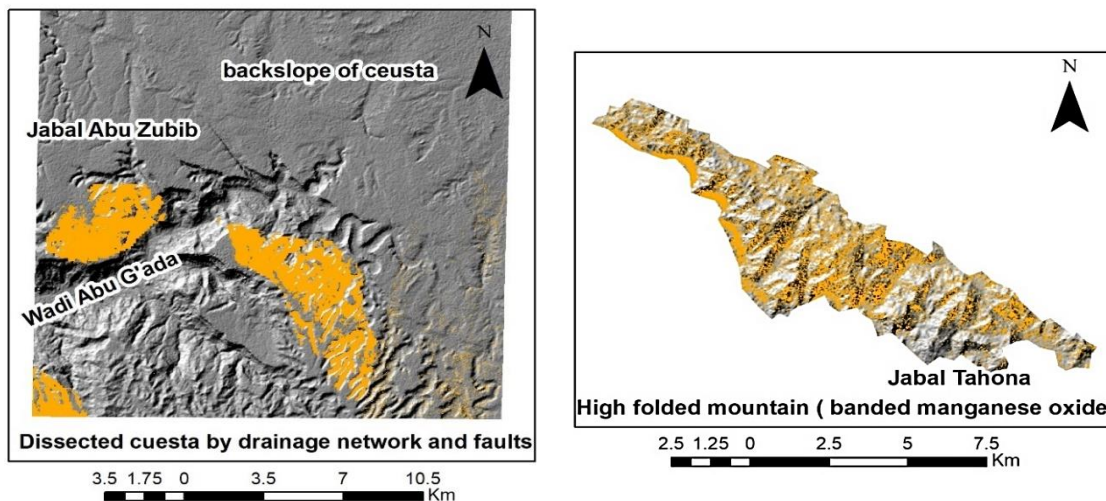 N
backslope of ceusta
Jabal Abu Zubib
Wadi Abu G'ada
Dissected cuesta by drainage network and faults
3.5 1.75 0 3.5 7 10.5
Km
N
Jabal Tahona
High folded mountain ( banded manganese oxide
2.5 1.25 0 2.5 5 7.5
Km